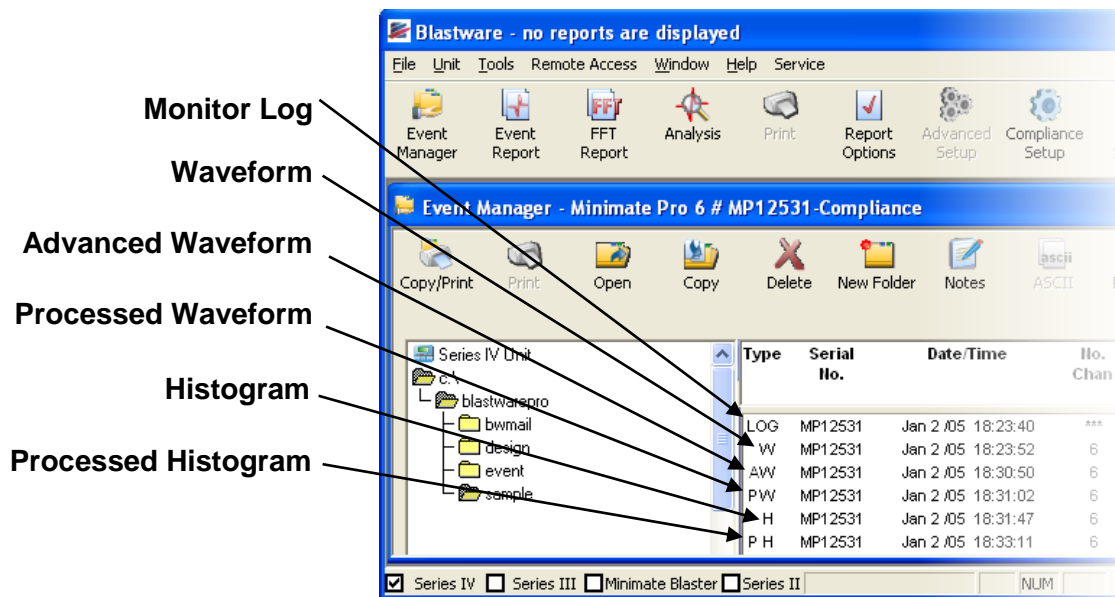 Blastware - no reports are displayed
File Unit Tools Remote Access Window Help Service
Event Manager
Event Report
FFT Report
Analysis
Print
Report Options
Advanced Setup
Compliance Setup
Monitor Log
Waveform
Advanced Waveform
Processed Waveform
Histogram
Processed Histogram
Event Manager - Minimate Pro 6 # MP12531-Compliance
Copy/Print
Print
Open
Copy
Delete
New Folder
Notes
ascii
ASCII
Series IV Unit
c:\
blastwarepro
bwmail
design
event
sample
Type Serial No. Date/Time No. Chan
LOG MP12531 Jan 2 /05 18:23:40 ***
W MP12531 Jan 2 /05 18:23:52 6
AW MP12531 Jan 2 /05 18:30:50 6
PW MP12531 Jan 2 /05 18:31:02 6
H MP12531 Jan 2 /05 18:31:47 6
P H MP12531 Jan 2 /05 18:33:11 6
Series IV Series III Minimate Blaster Series II NUM